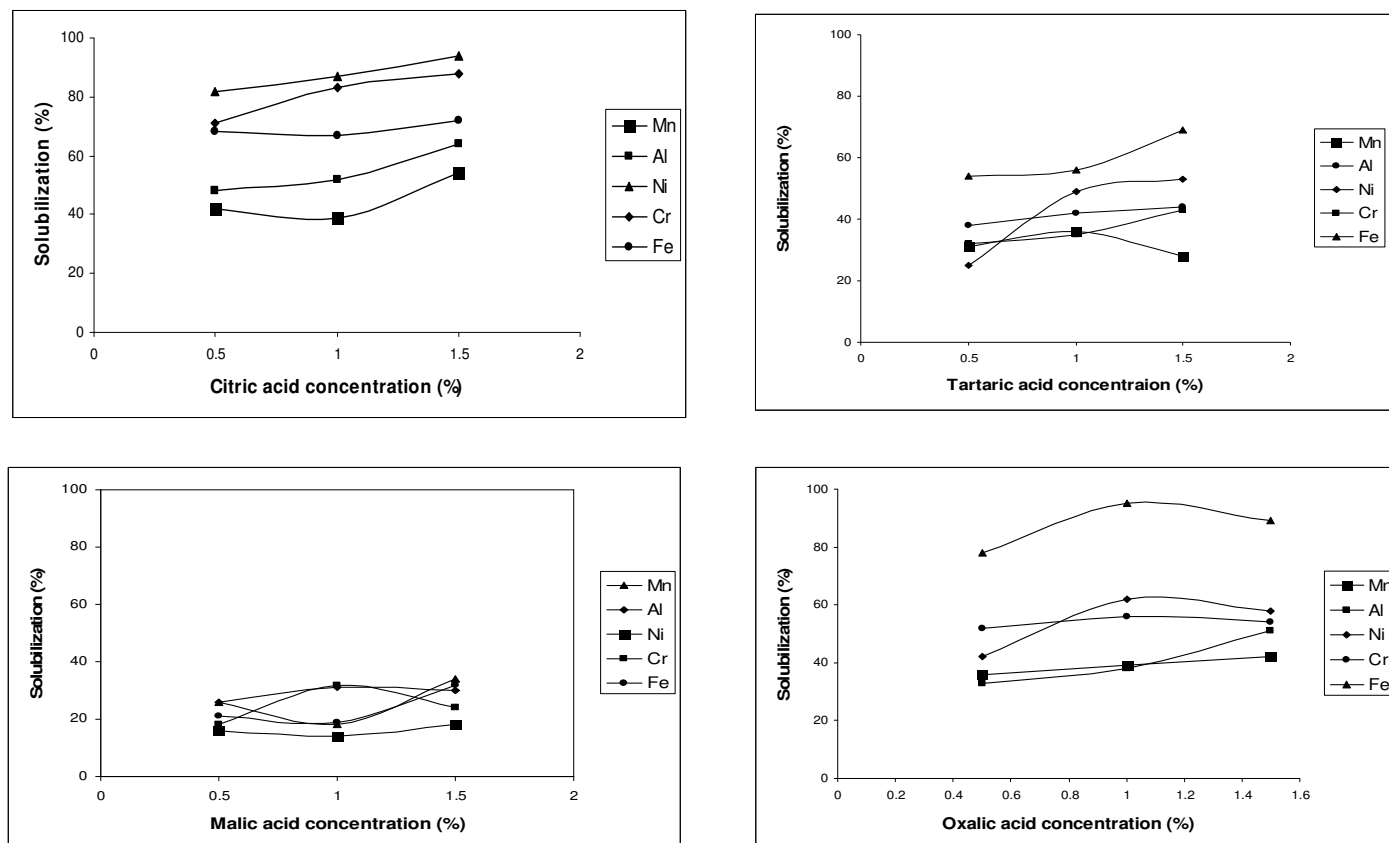 100
80
60
40
20
0
Solubilization (%)
0 0.5 1 1.5 2
Citric acid concentration (%)
Mn
Al
Ni
Cr
Fe
100
80
60
40
20
0
Solubilization (%)
0 0.5 1 1.5 2
Tartaric acid concentraion (%)
Mn
Al
Ni
Cr
Fe
100
80
60
40
20
0
Solubilization (%)
0 0.5 1 1.5 2
Malic acid concentration (%)
Mn
Al
Ni
Cr
Fe
100
80
60
40
20
0
Solubilization (%)
0 0.2 0.4 0.6 0.8 1 1.2 1.4 1.6
Oxalic acid concentration (%)
Mn
Al
Ni
Cr
Fe